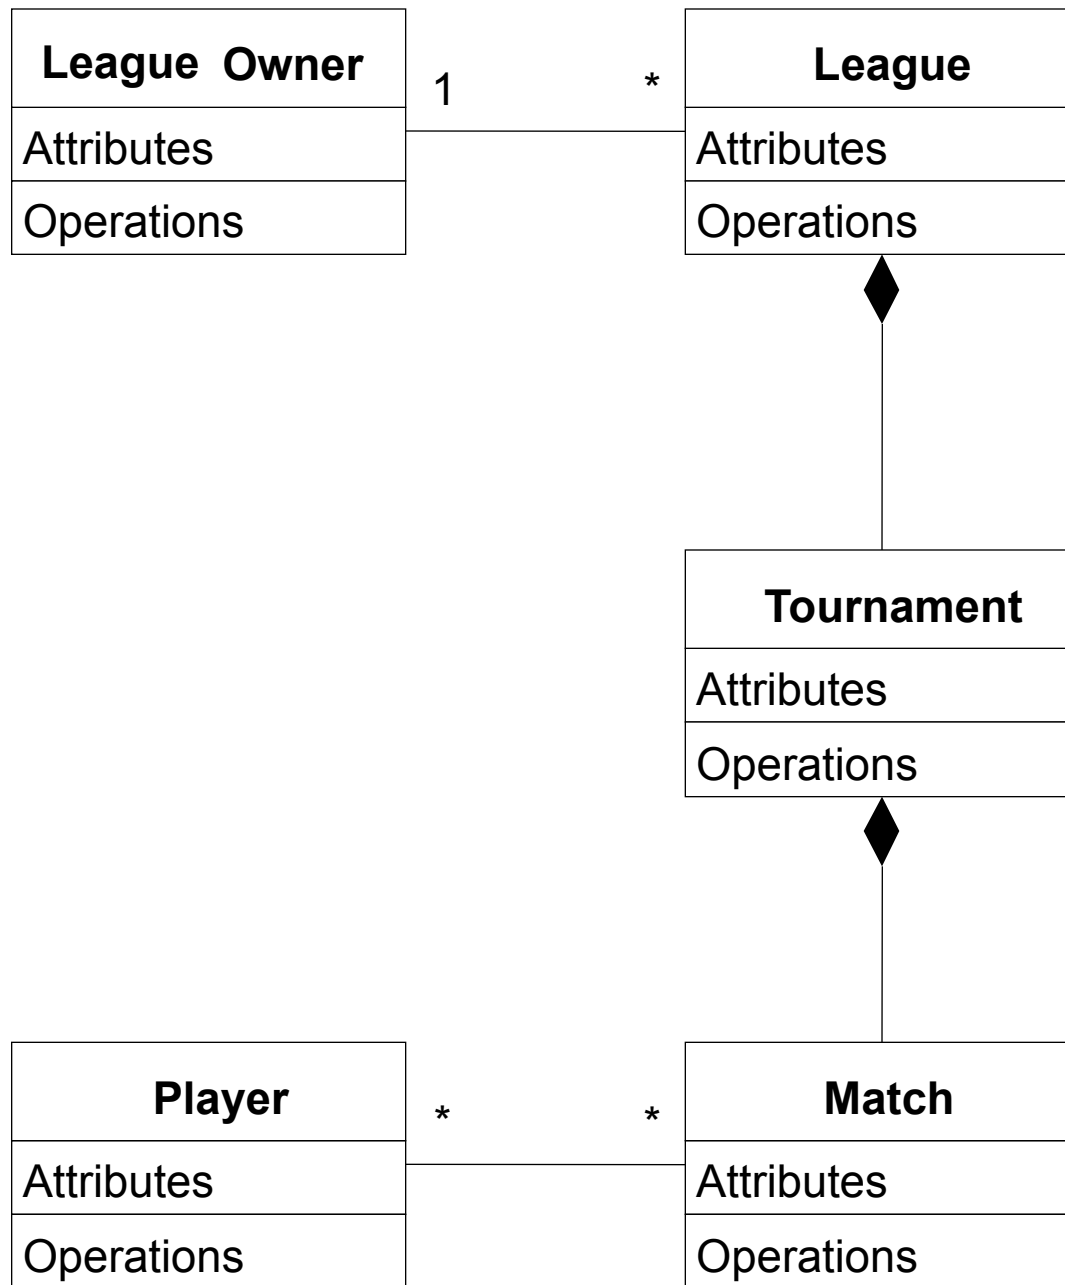 League Owner
Attributes
Operations
1
*
League
Attributes
Operations
Tournament
Attributes
Operations
Player
Attributes
Operations
*
*
Match
Attributes
Operations